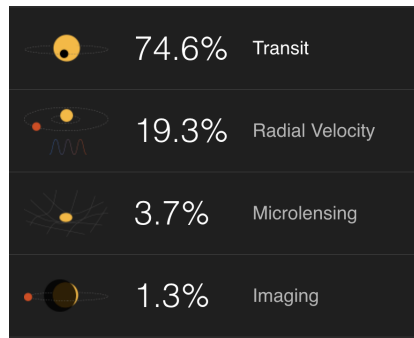 74.6% Transit
19.3% Radial Velocity
3.7% Microlensing
1.3% Imaging